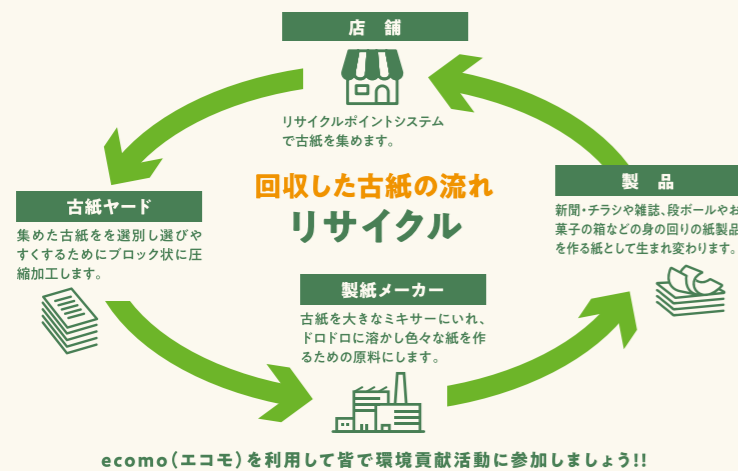 店 舗
リサイクルポイントシステム
で古紙を集めます。
回収した古紙の流れ
リサイクル
古紙ヤード
集めた古紙をを選別し選びや
すくするためにブロック状に圧
縮加工します。
製紙メーカー
古紙を大きなミキサーにいれ、
ドロドロに溶かし色々な紙を作
るための原料にします。
製 品
新聞・チラシや雑誌、段ボールやお
菓子の箱などの身の回りの紙製品
を作る紙として生まれ変わります。
ecomo(エコモ)を利用して皆で環境貢献活動に参加しましょう!!